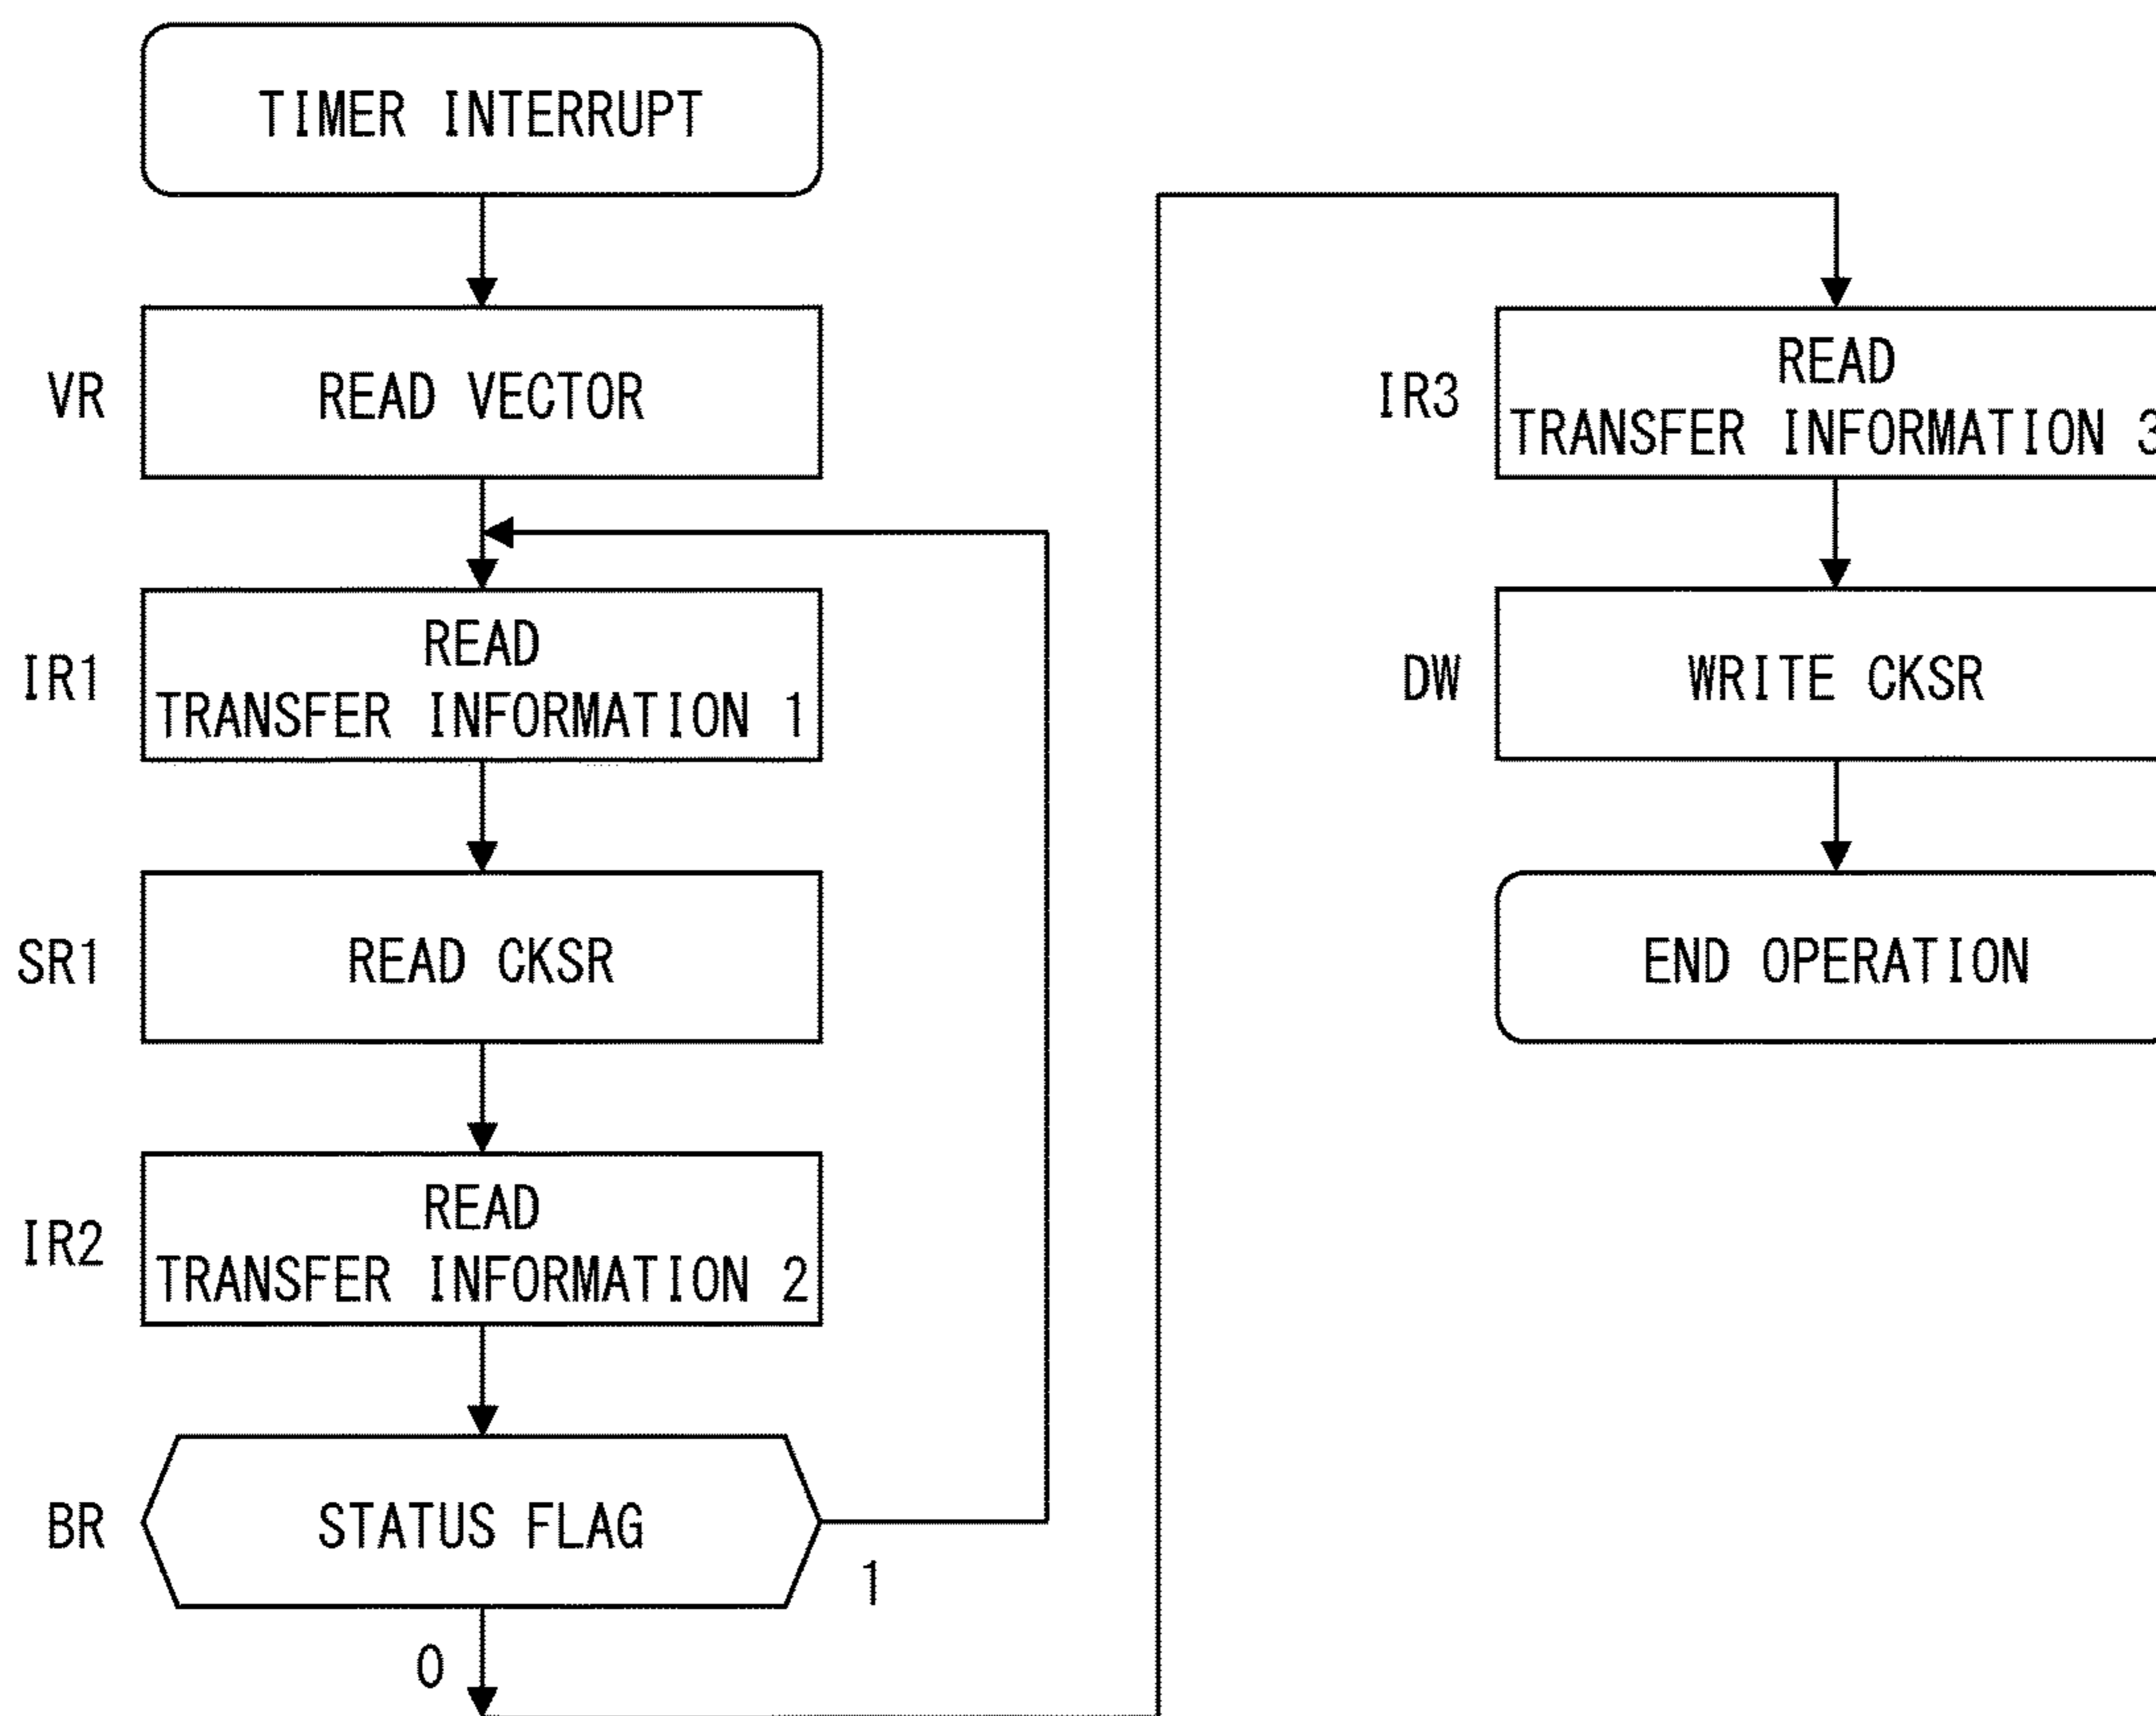 TIMER INTERRUPT
VR
READ VECTOR
IR1
READ
TRANSFER INFORMATION 1
SR1
READ CKSR
IR2
READ
TRANSFER INFORMATION 2
BR
STATUS FLAG
1
0
IR3
READ
TRANSFER INFORMATION 3
DW
WRITE CKSR
END OPERATION